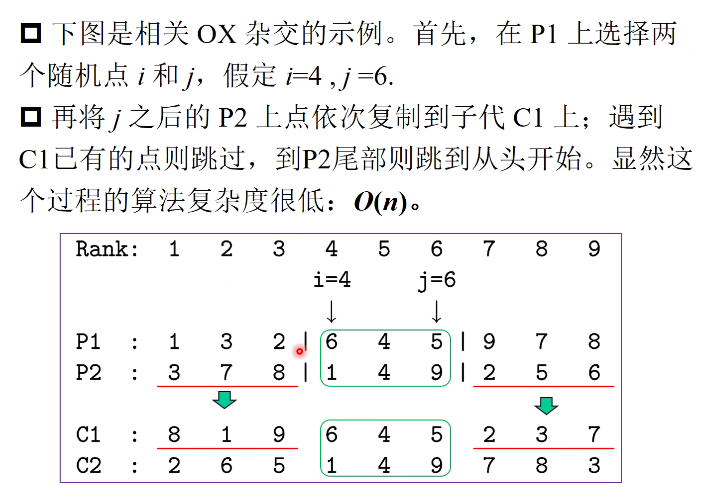 下图是相关 OX 杂交的示例。首先，在 P1 上选择两
个随机点 i 和 j，假定 i=4 , j =6.
再将 j 之后的 P2 上点依次复制到子代 C1 上；遇到
C1已有的点则跳过，到P2尾部则跳到从头开始。显然这
个过程的算法复杂度很低：O(n)。
Rank: 1 2 3 4 5 6 7 8 9
i=4 j=6
↓ ↓
P1 : 1 3 2 | 6 4 5 | 9 7 8
P2 : 3 7 8 | 1 4 9 | 2 5 6
C1 : 8 1 9 6 4 5 2 3 7
C2 : 2 6 5 1 4 9 7 8 3